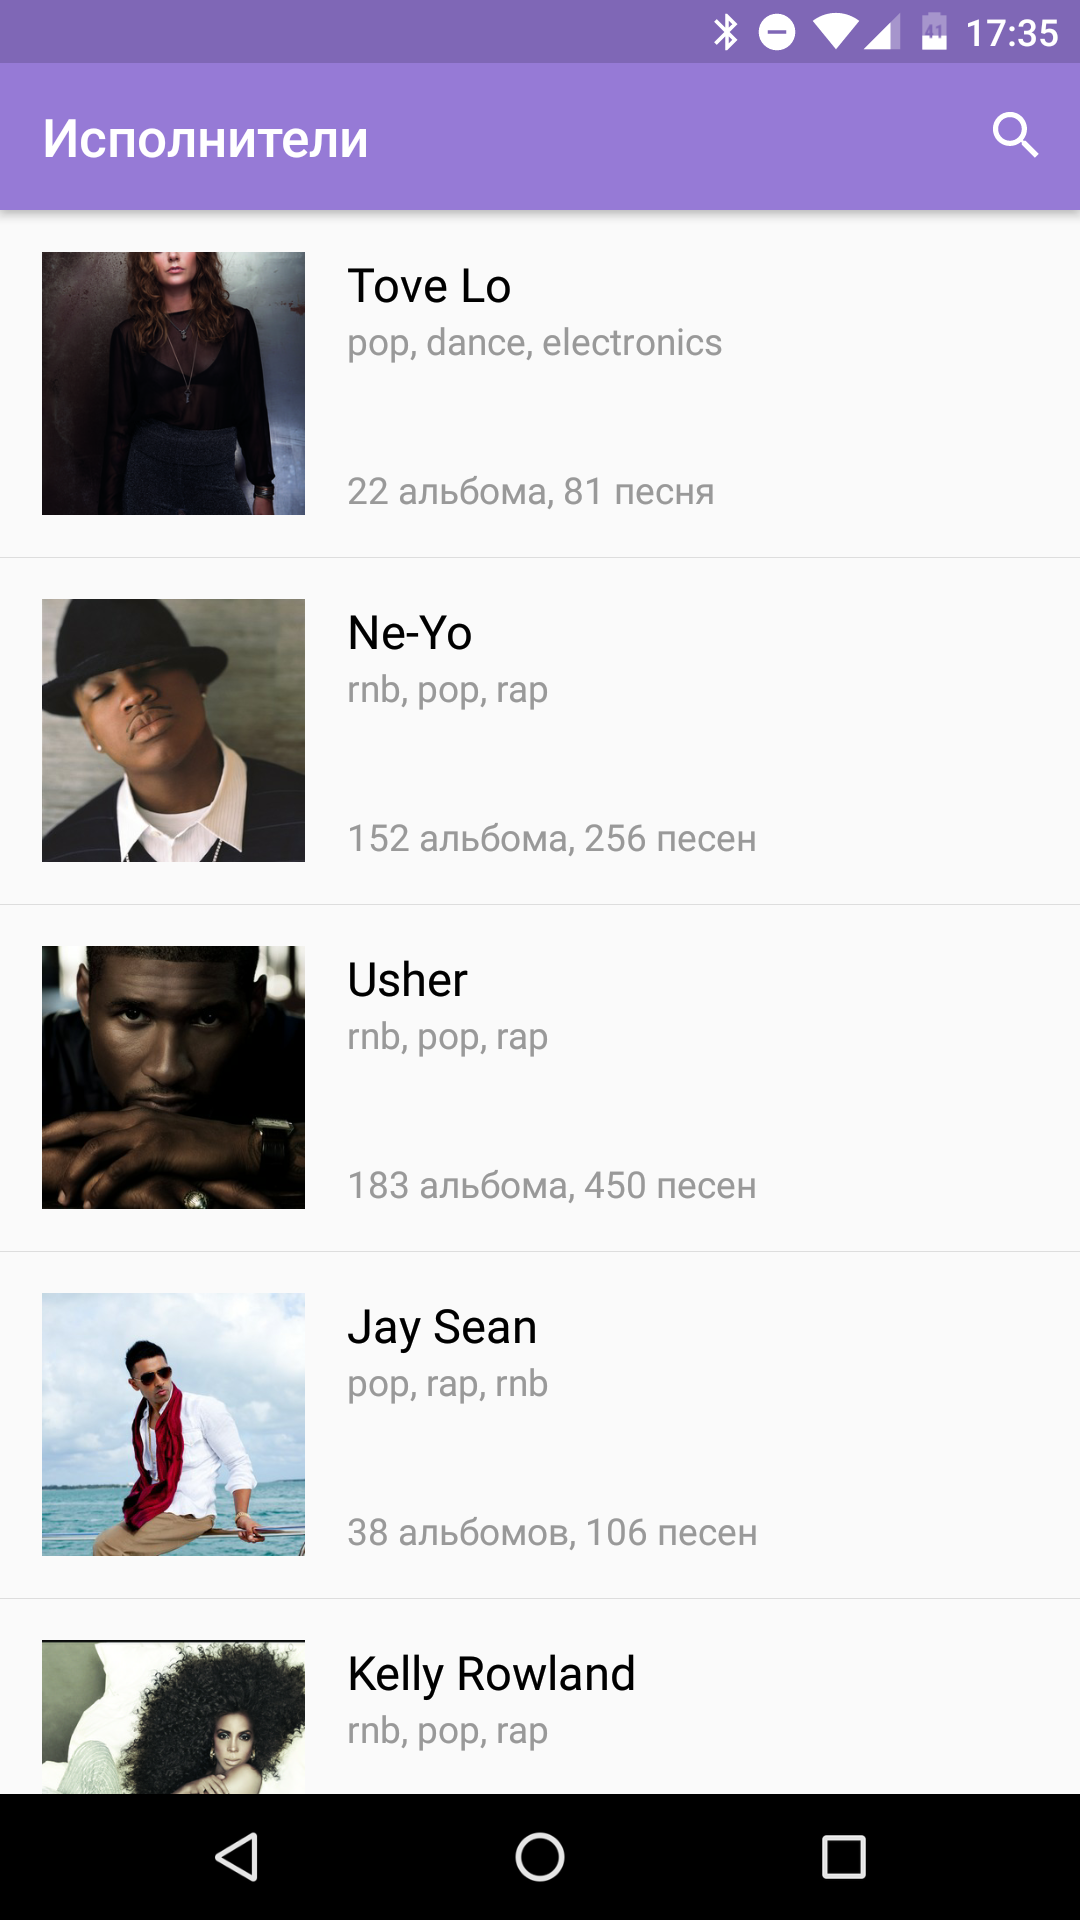 17:35
41
Исполнители
Tove Lo
pop, dance, electronics
22 альбома, 81 песня
Ne-Yo
rnb, pop, rap
152 альбома, 256 песен
Usher
rnb, pop, rap
183 альбома, 450 песен
Jay Sean
pop, rap, rnb
38 альбомов, 106 песен
Kelly Rowland
rnb, pop, rap